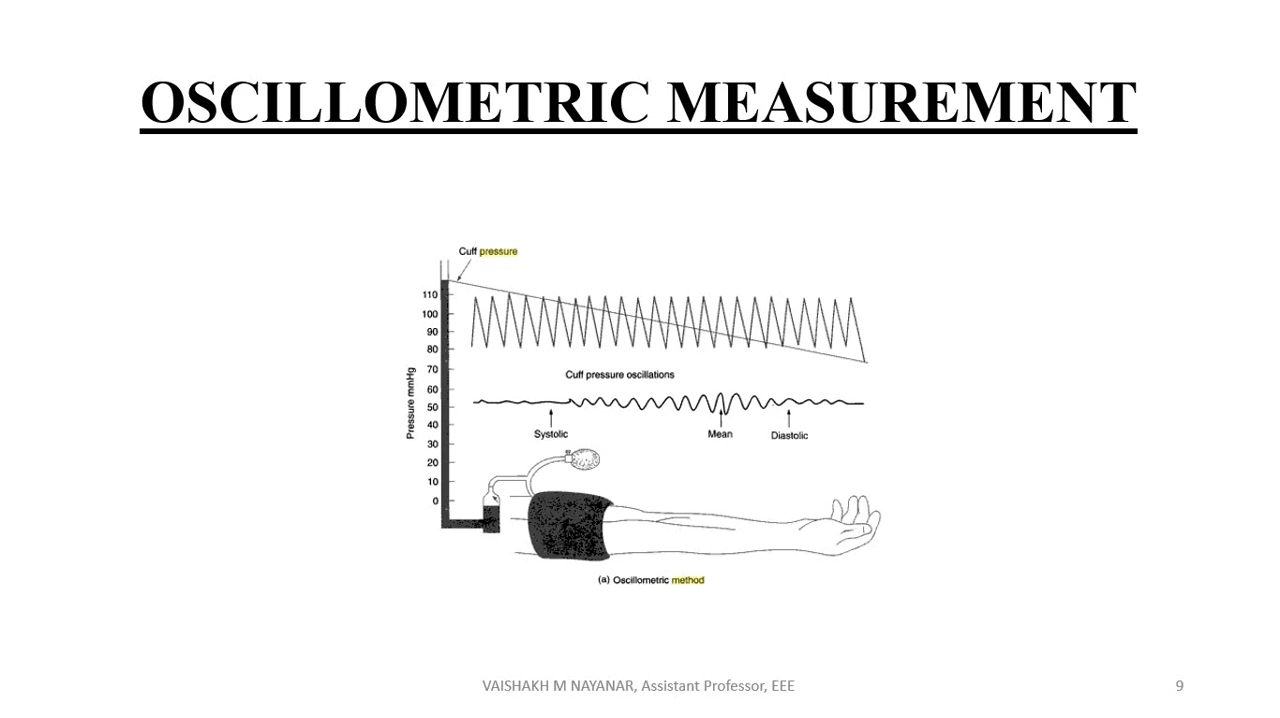 OSCILLOMETRIC MEASUREMENT
Cuff pressure
110
100
90
80
70
60
50
40
30
20
10
0
Pressure mmHg
Cuff pressure oscillations
Systolic
Mean
Diastolic
(a) Oscillometric method
VAISHAKH M NAYANAR, Assistant Professor, EEE
9